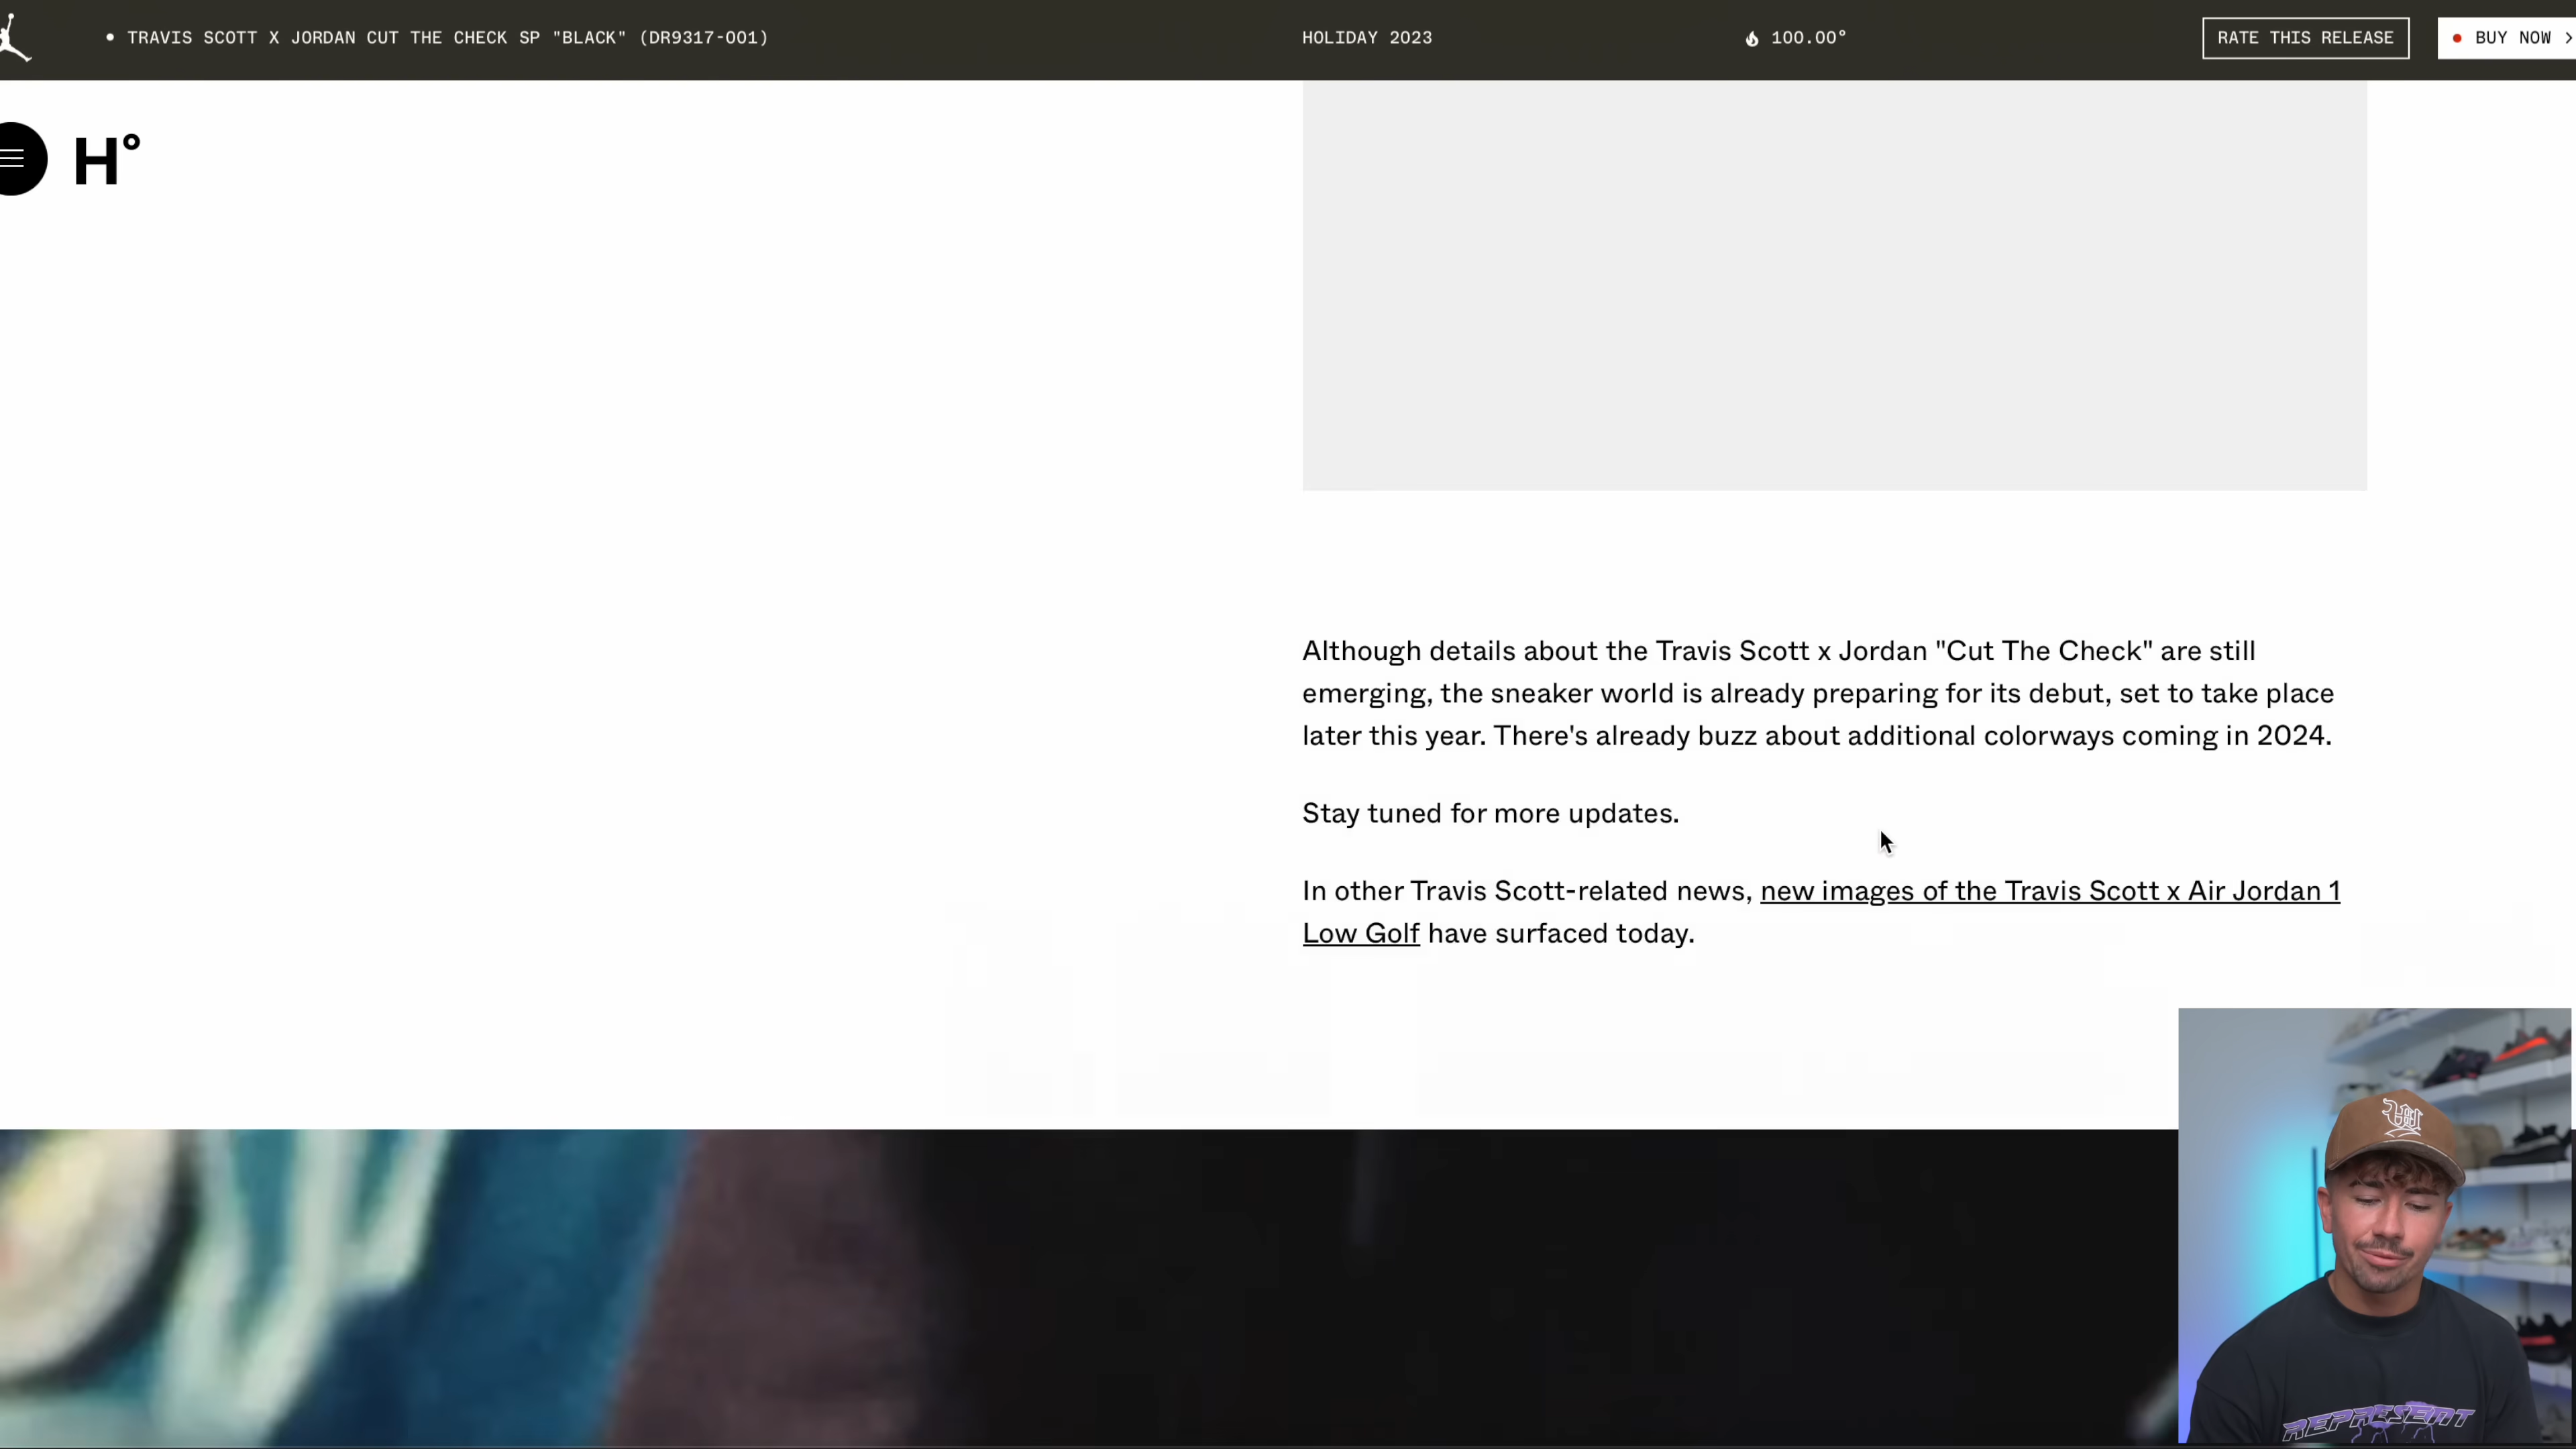 • TRAVIS SCOTT X JORDAN CUT THE CHECK SP "BLACK" (DR9317-001)
HOLIDAY 2023
100.00°
RATE THIS RELEASE
• BUY NOW >
H°
Although details about the Travis Scott x Jordan "Cut The Check" are still
emerging, the sneaker world is already preparing for its debut, set to take place
later this year. There's already buzz about additional colorways coming in 2024.
Stay tuned for more updates.
In other Travis Scott-related news, new images of the Travis Scott x Air Jordan 1
Low Golf have surfaced today.
REPRESENT